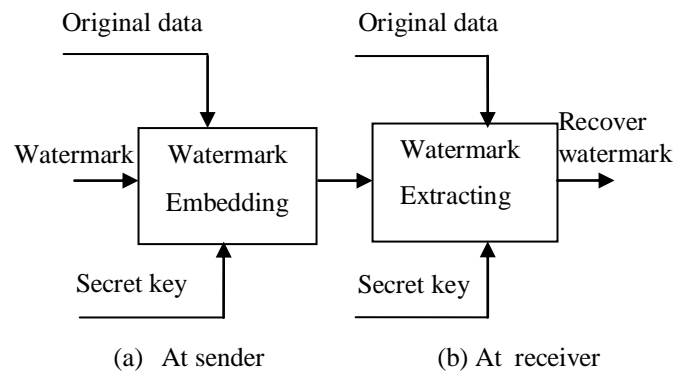 Original data
Original data
Watermark
Watermark
Embedding
Watermark
Extracting
Recover
watermark
Secret key
Secret key
(a) At sender
(b) At receiver